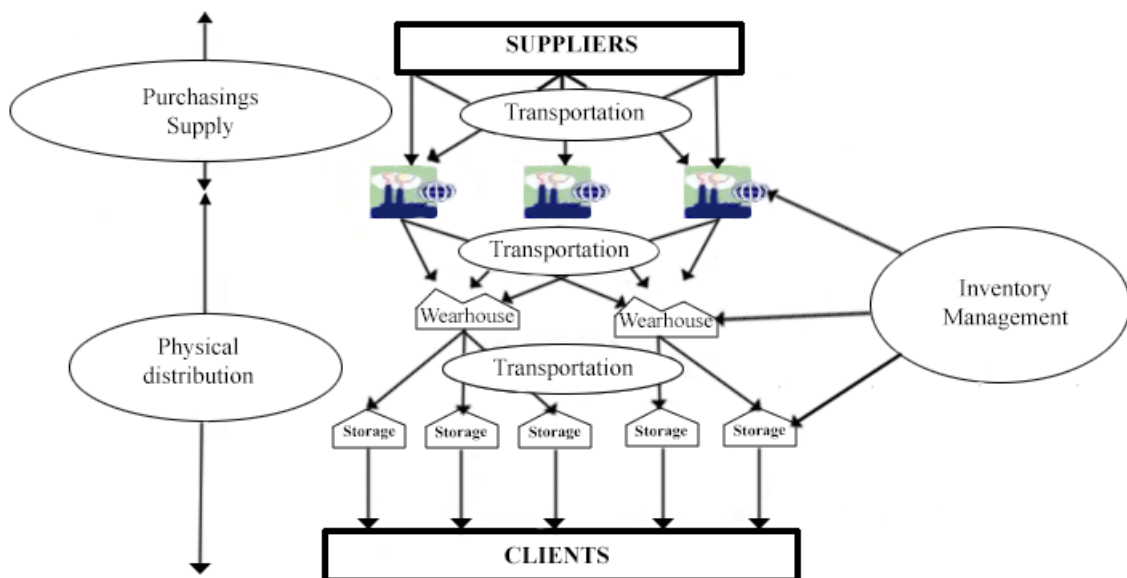 SUPPLIERS
Purchasings
Supply
Transportation
Transportation
Inventory
Management
Wearhouse
Wearhouse
Physical
distribution
Transportation
Storage
Storage
Storage
Storage
Storage
CLIENTS